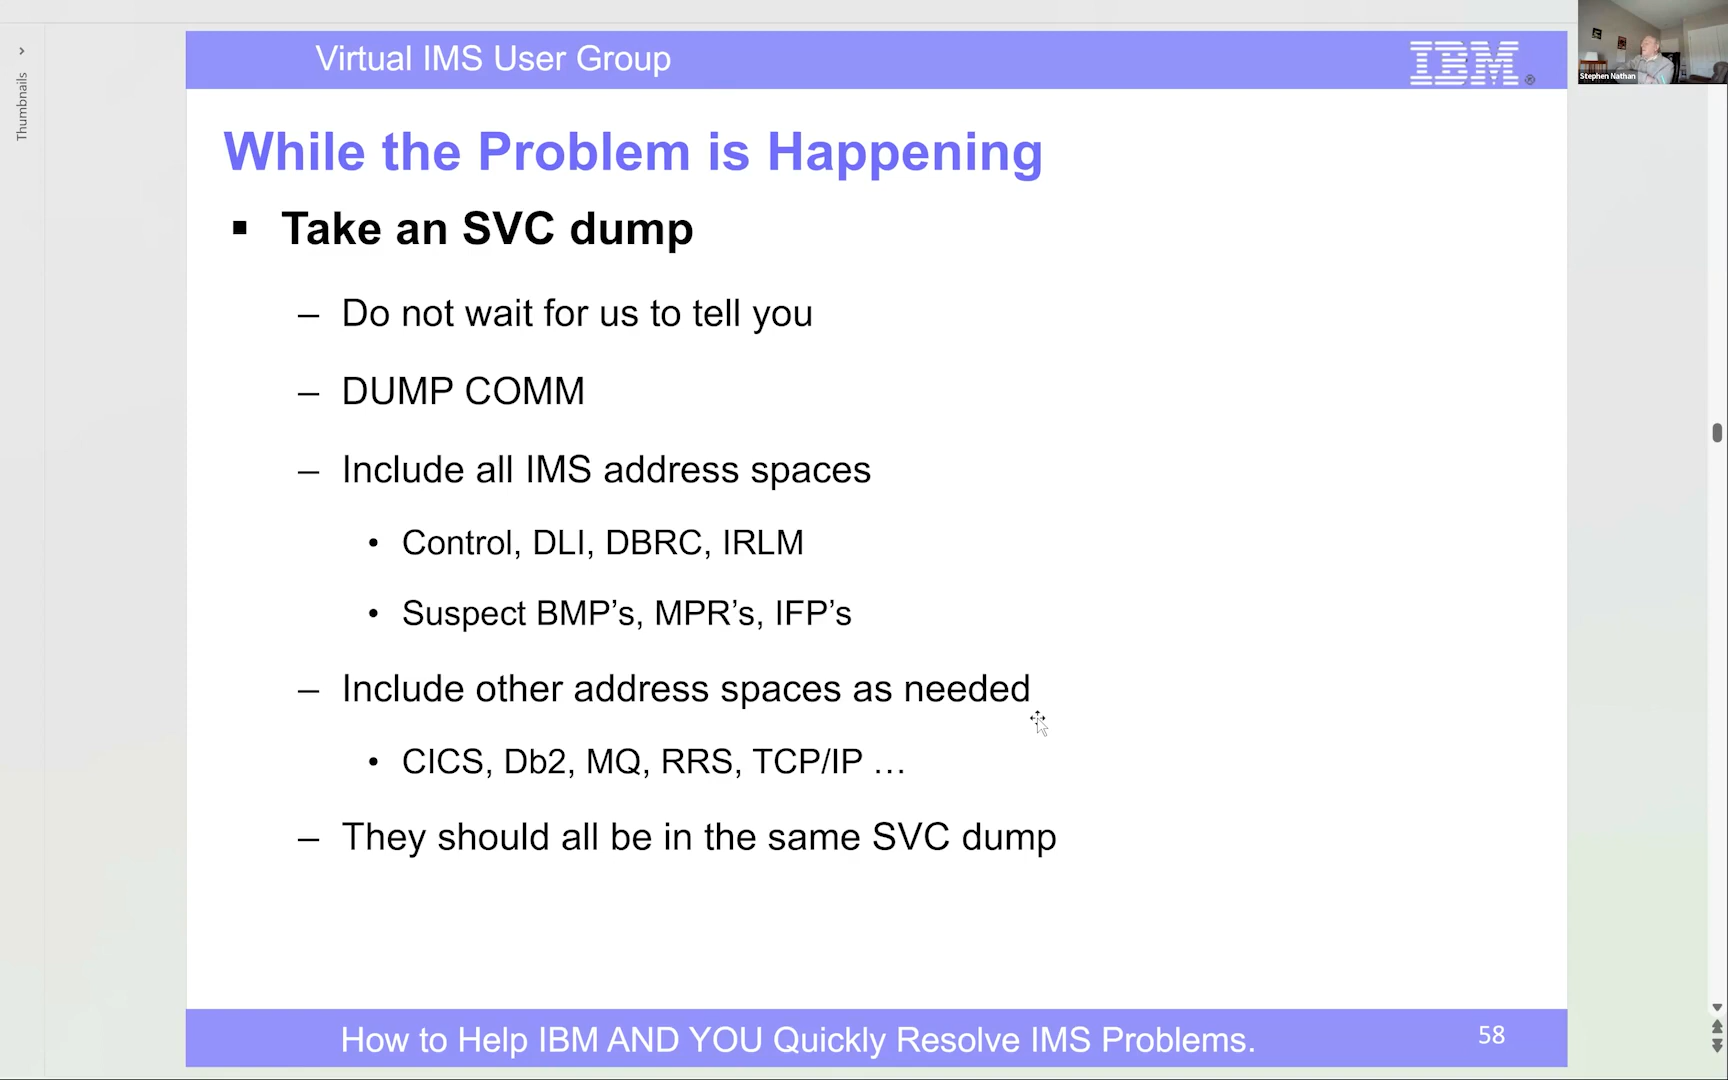 Virtual IMS User Group
IBM®
Stephen Nathan
Thumbnails
While the Problem is Happening
▪ Take an SVC dump
– Do not wait for us to tell you
– DUMP COMM
– Include all IMS address spaces
• Control, DLI, DBRC, IRLM
• Suspect BMP’s, MPR’s, IFP’s
– Include other address spaces as needed
• CICS, Db2, MQ, RRS, TCP/IP …
– They should all be in the same SVC dump
How to Help IBM AND YOU Quickly Resolve IMS Problems.
58